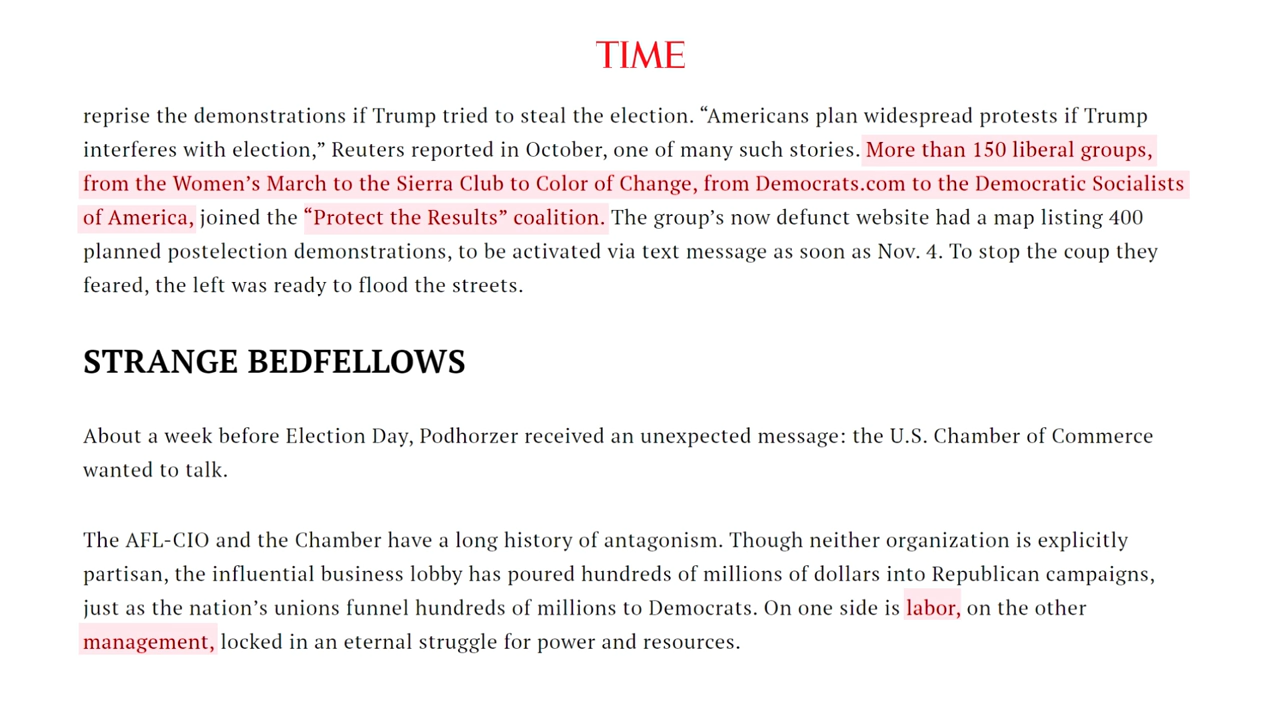 TIME
reprise the demonstrations if Trump tried to steal the election. “Americans plan widespread protests if Trump
interferes with election,” Reuters reported in October, one of many such stories. More than 150 liberal groups,
from the Women’s March to the Sierra Club to Color of Change, from Democrats.com to the Democratic Socialists
of America, joined the “Protect the Results” coalition. The group’s now defunct website had a map listing 400
planned postelection demonstrations, to be activated via text message as soon as Nov. 4. To stop the coup they
feared, the left was ready to flood the streets.
STRANGE BEDFELLOWS
About a week before Election Day, Podhorzer received an unexpected message: the U.S. Chamber of Commerce
wanted to talk.
The AFL-CIO and the Chamber have a long history of antagonism. Though neither organization is explicitly
partisan, the influential business lobby has poured hundreds of millions of dollars into Republican campaigns,
just as the nation’s unions funnel hundreds of millions to Democrats. On one side is labor, on the other
management, locked in an eternal struggle for power and resources.